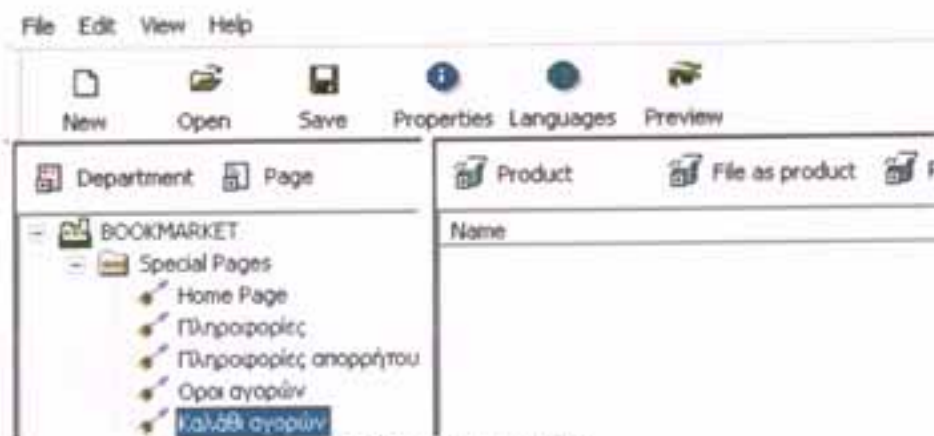 File Edit View Help
New Open Save Properties Languages Preview
Department Page
Product File as product
BOOKMARKET
Name
Special Pages
Home Page
Πληροφορίες
Πληροφορίες απορρήτου
Οροι αγορών
Καλάθι αγορών